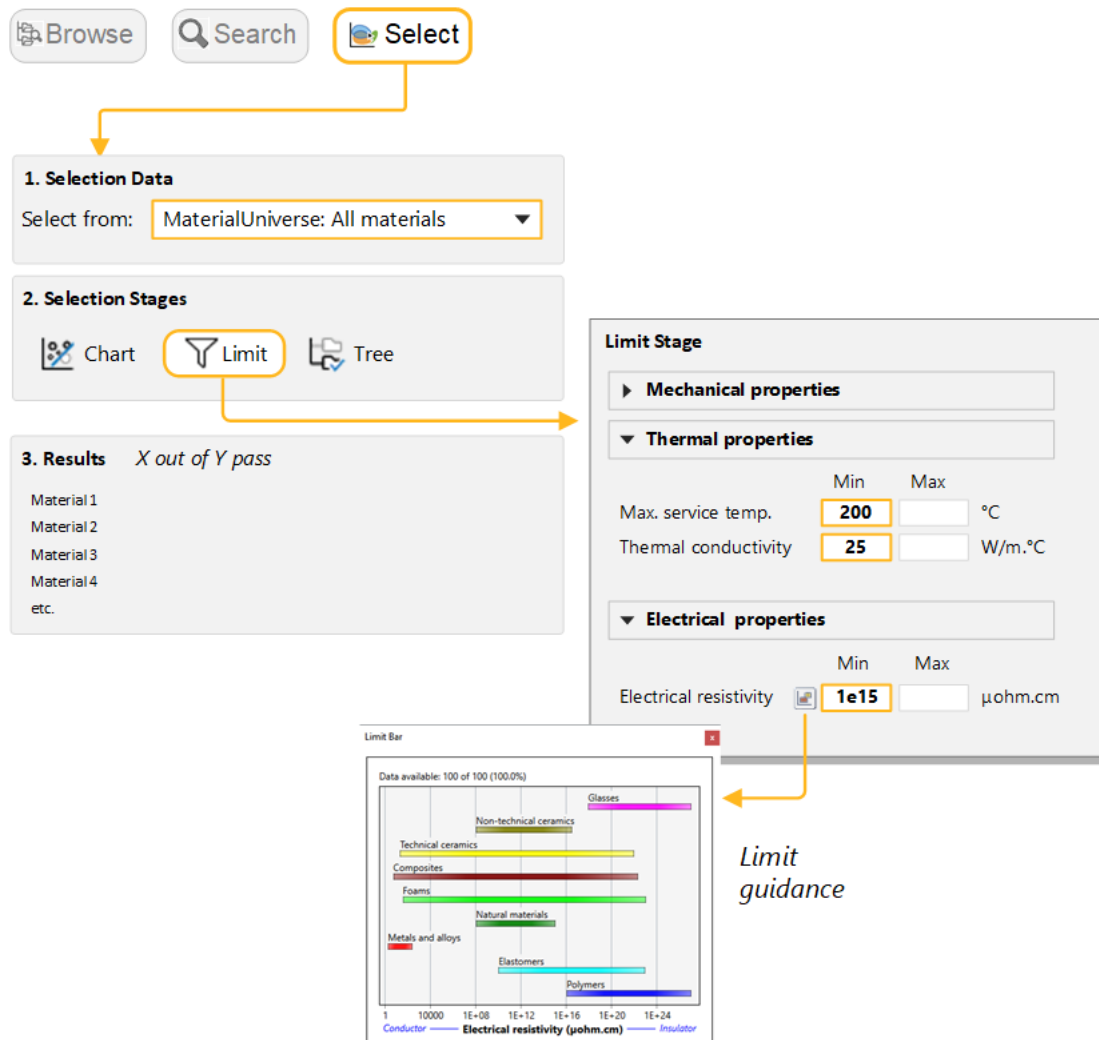 Browse Search Select
1. Selection Data
Select from: MaterialUniverse: All materials
2. Selection Stages
Chart Limit Tree
3. Results X out of Y pass
Material 1
Material 2
Material 3
Material 4
etc.
Limit Stage
Mechanical properties
Thermal properties
Min Max
Max. service temp. 200 °C
Thermal conductivity 25 W/m.°C
Electrical properties
Min Max
Electrical resistivity 1e15 µohm.cm
Limit Bar x
Data available: 100 of 100 (100.0%)
Glasses
Non-technical ceramics
Technical ceramics
Composites
Foams
Natural materials
Metals and alloys
Elastomers
Polymers
1 10000 1E+08 1E+12 1E+16 1E+20 1E+24
Conductor Electrical resistivity (µohm.cm) Insulator
Limit
guidance